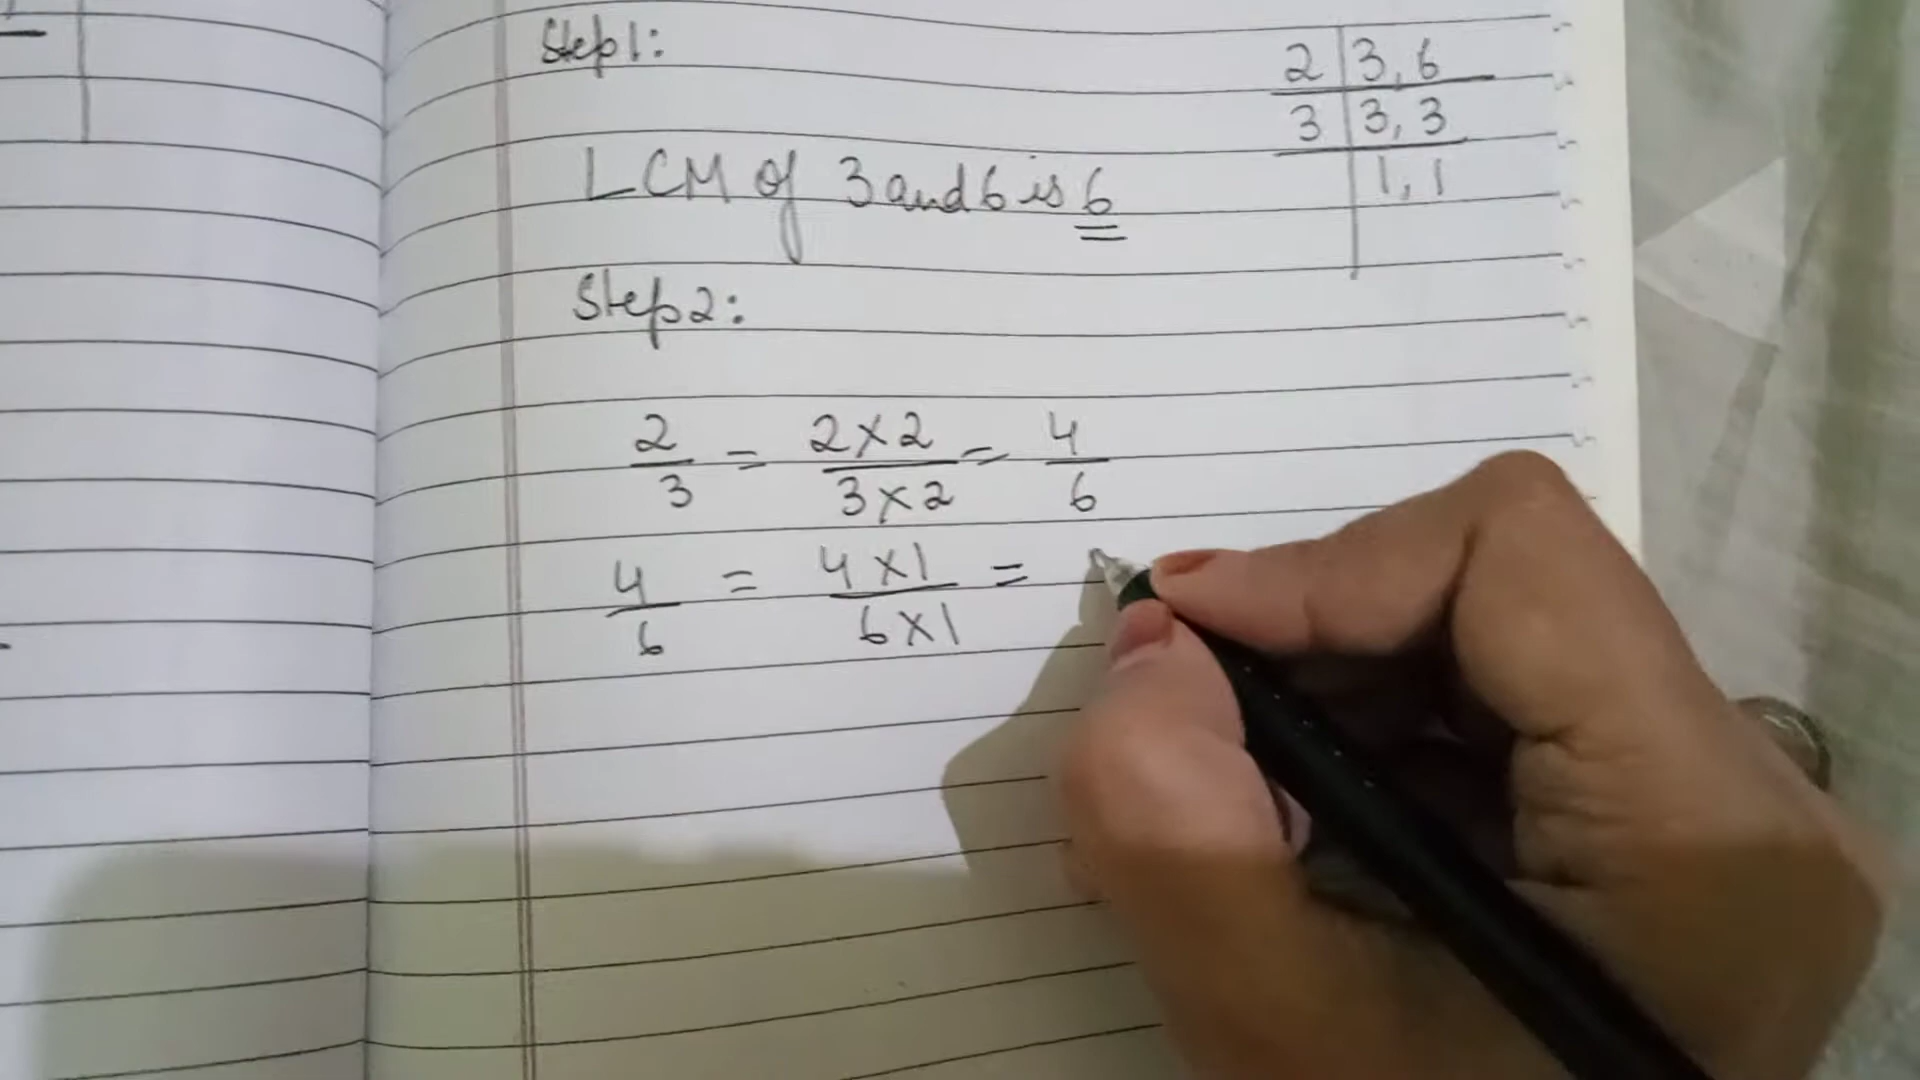 Step1:
2 | 3, 6
3 | 3, 3
1, 1
LCM of 3 and 6 is 6
Step2:
2/3 = 2×2/3×2 = 4/6
4/6 = 4×1/6×1 =